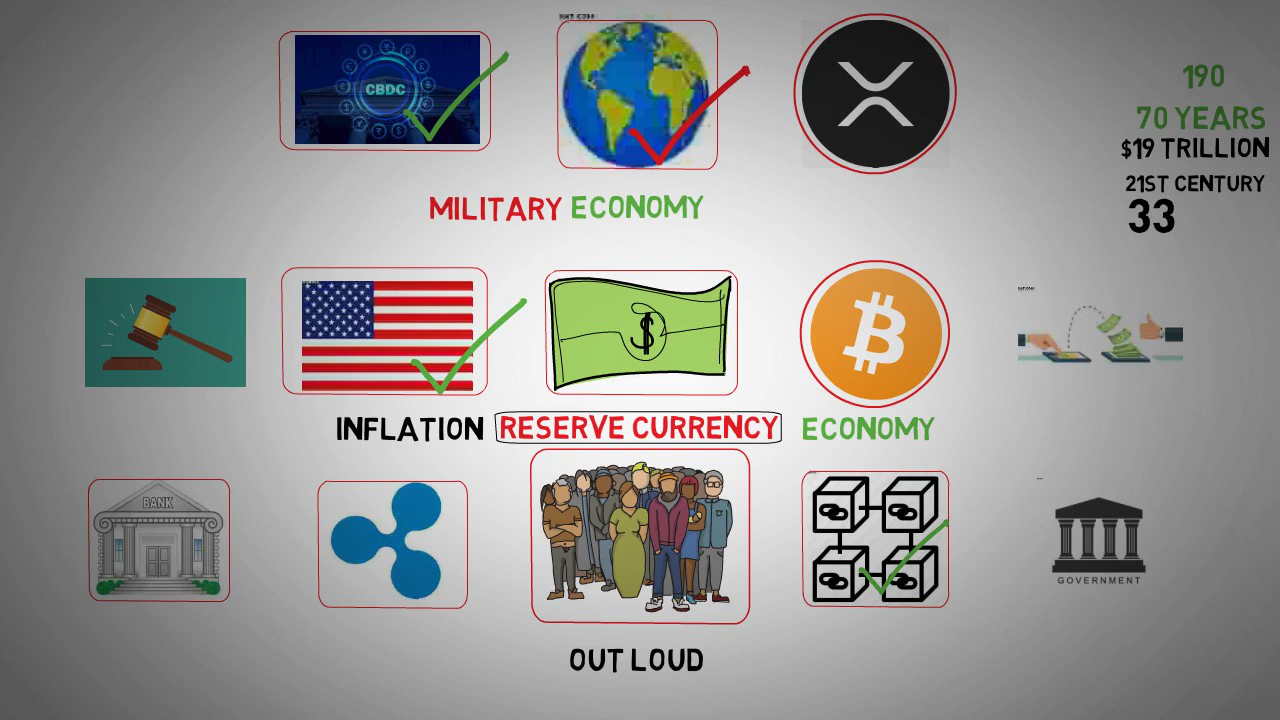 CBDC
190
70 YEARS
$19 TRILLION
21ST CENTURY
33
MILITARY ECONOMY
$
INFLATION RESERVE CURRENCY ECONOMY
BANK
GOVERNMENT
OUT LOUD